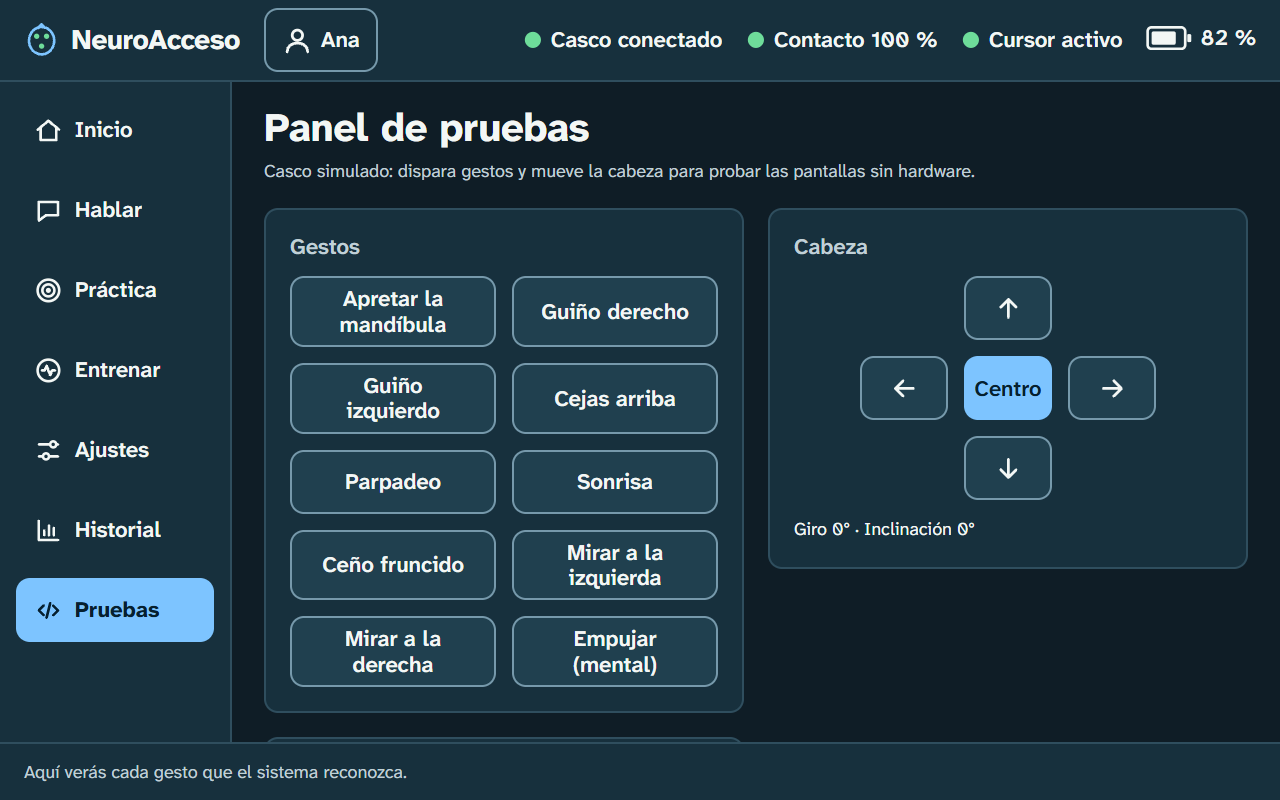 NeuroAcceso
Ana
Casco conectado
Contacto 100 %
Cursor activo
82 %
Inicio
Hablar
Práctica
Entrenar
Ajustes
Historial
Pruebas
Panel de pruebas
Casco simulado: dispara gestos y mueve la cabeza para probar las pantallas sin hardware.
Gestos
Apretar la
mandíbula
Guiño derecho
Guiño
izquierdo
Cejas arriba
Parpadeo
Sonrisa
Ceño fruncido
Mirar a la
izquierda
Mirar a la
derecha
Empujar
(mental)
Cabeza
↑
←
Centro
→
↓
Giro 0° · Inclinación 0°
Aquí verás cada gesto que el sistema reconozca.